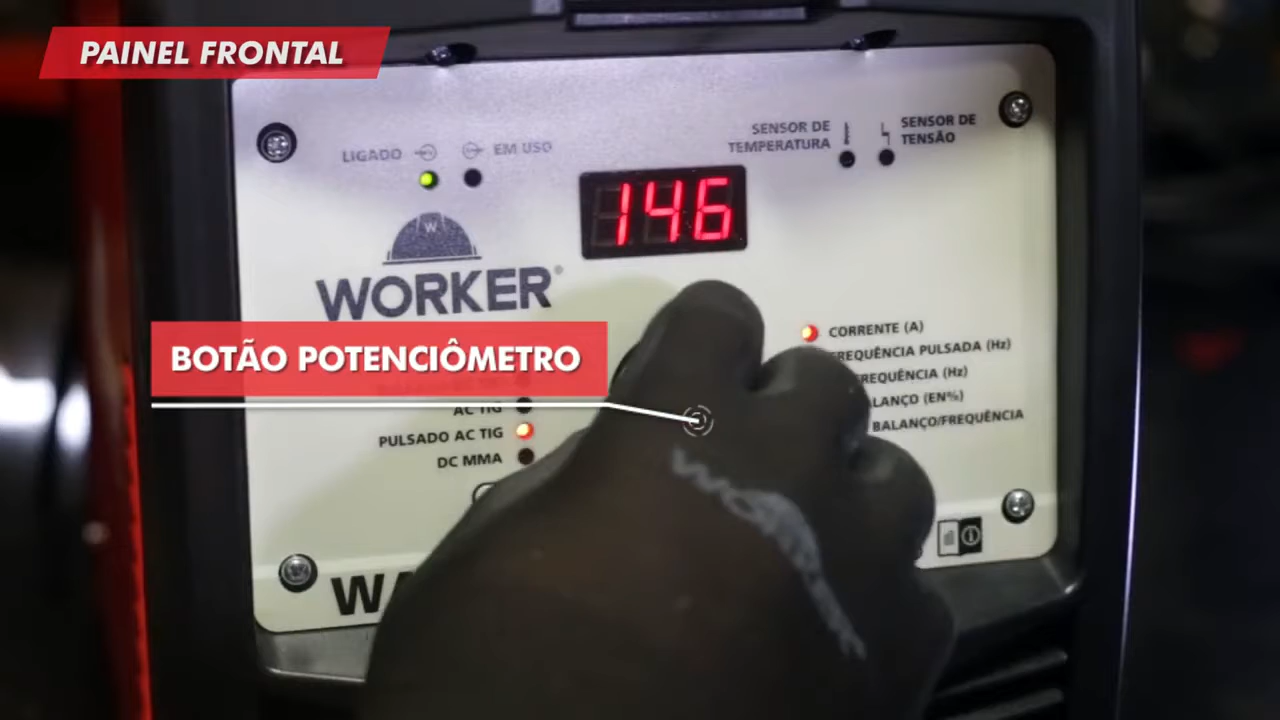 PAINEL FRONTAL
SENSOR DE
TEMPERATURA
SENSOR DE
TENSÃO
LIGADO
EM USO
146
W
WORKER®
CORRENTE (A)
FREQUÊNCIA PULSADA (Hz)
FREQUÊNCIA (Hz)
BALANÇO (EN%)
BALANÇO/FREQUÊNCIA
BOTÃO POTENCIÔMETRO
AC TIG
PULSADO AC TIG
DC MMA
WORKER